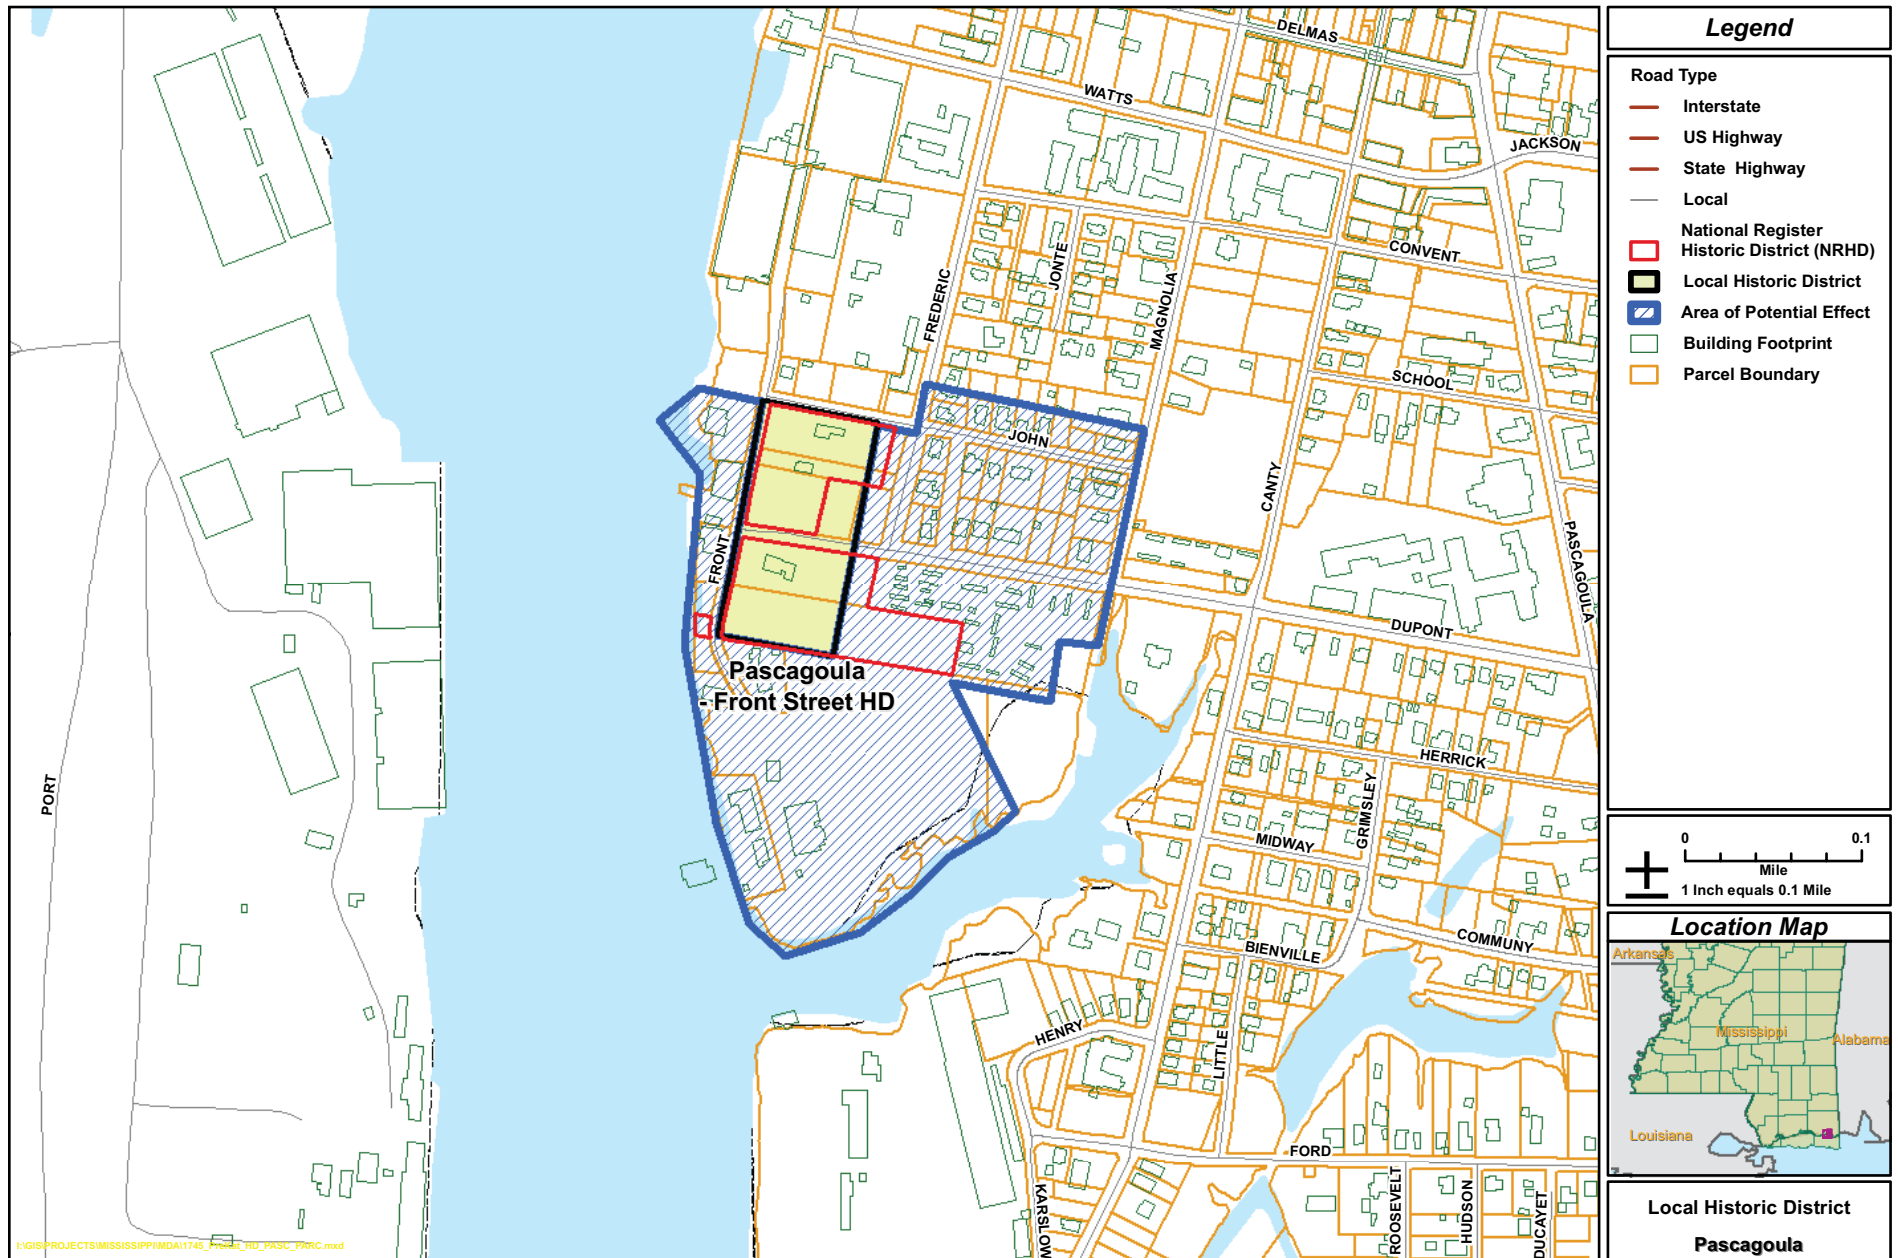 DELMAS
WATTS
JACKSON
CONVENT
JONTE
FREDERIC
MAGNOLIA
SCHOOL
JOHN
CANTY
PASCAGOULA
FRONT
DUPONT
Pascagoula
- Front Street HD
HERRICK
PORT
GRIMSLEY
MIDWAY
COMMUNY
BIENVILLE
HENRY
LITTLE
FORD
KARSLOW
ROOSEVELT
HUDSON
DUCAYET
Legend
Road Type
Interstate
US Highway
State Highway
Local
National Register
Historic District (NRHD)
Local Historic District
Area of Potential Effect
Building Footprint
Parcel Boundary
0 0.1
Mile
1 Inch equals 0.1 Mile
Location Map
Arkansas
Mississippi
Alabama
Louisiana
Local Historic District
Pascagoula